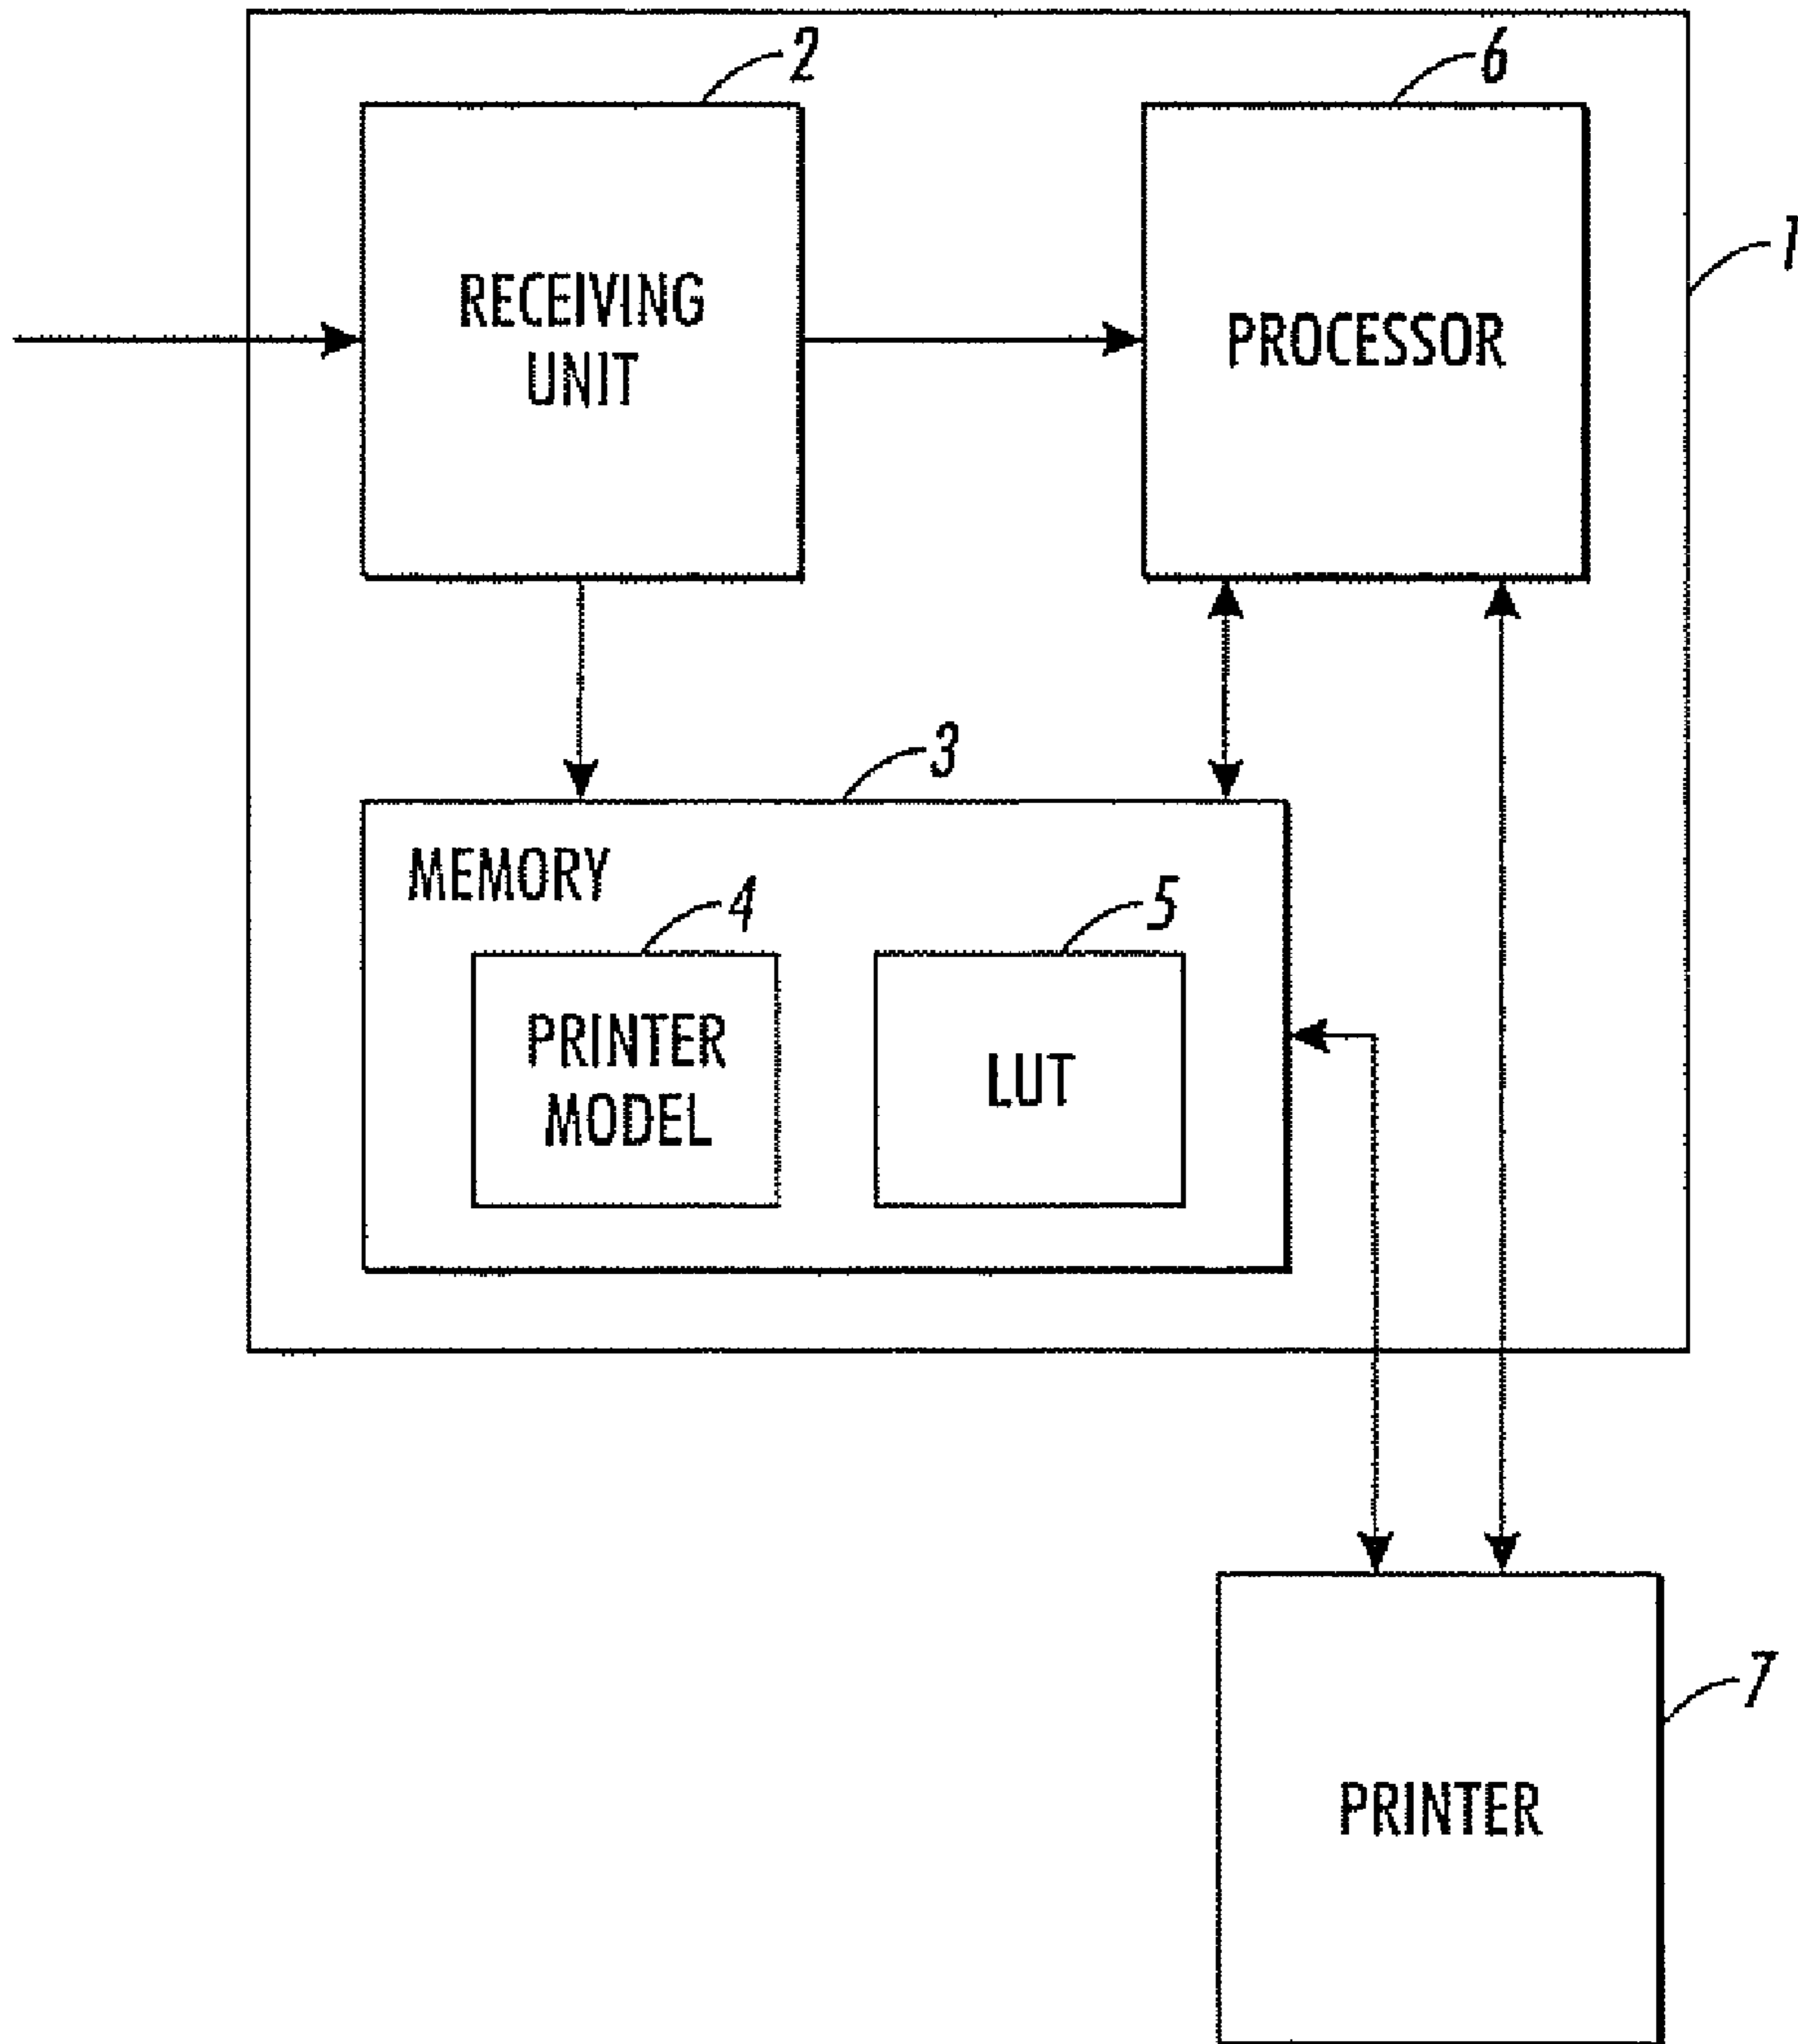 2
6
1
RECEIVING
UNIT
PROCESSOR
3
MEMORY
4
5
PRINTER
MODEL
LUT
7
PRINTER